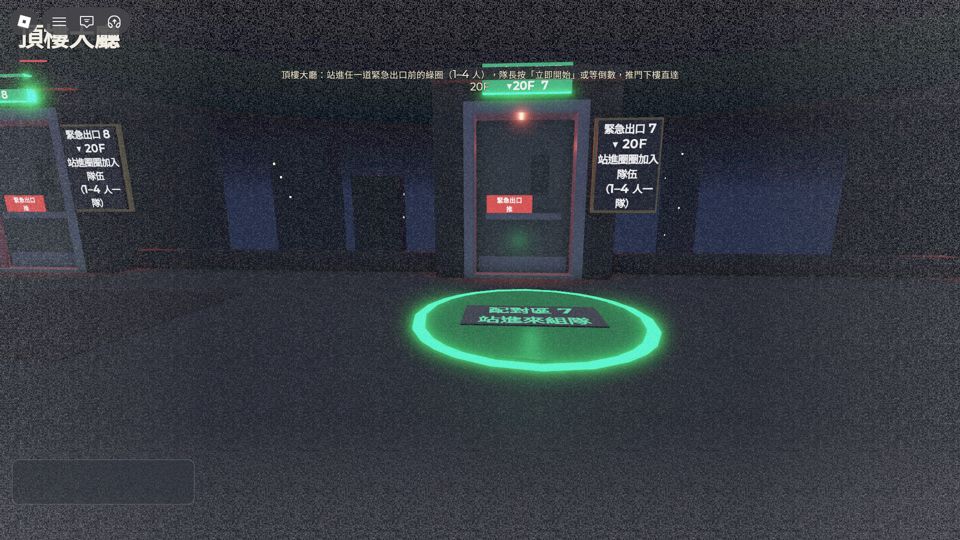 頂樓大廳
頂樓大廳：站進任一道緊急出口前的綠圈（1–4 人），隊長按「立即開始」或等倒數，推門下樓直達
20F
▼20F 7
8
緊急出口 8
▼ 20F
站進圈圈加入
隊伍
（1–4 人一
隊）
緊急出口
推
緊急出口 7
▼ 20F
站進圈圈加入
隊伍
（1–4 人一
隊）
緊急出口
推
配對區 7
站進來組隊